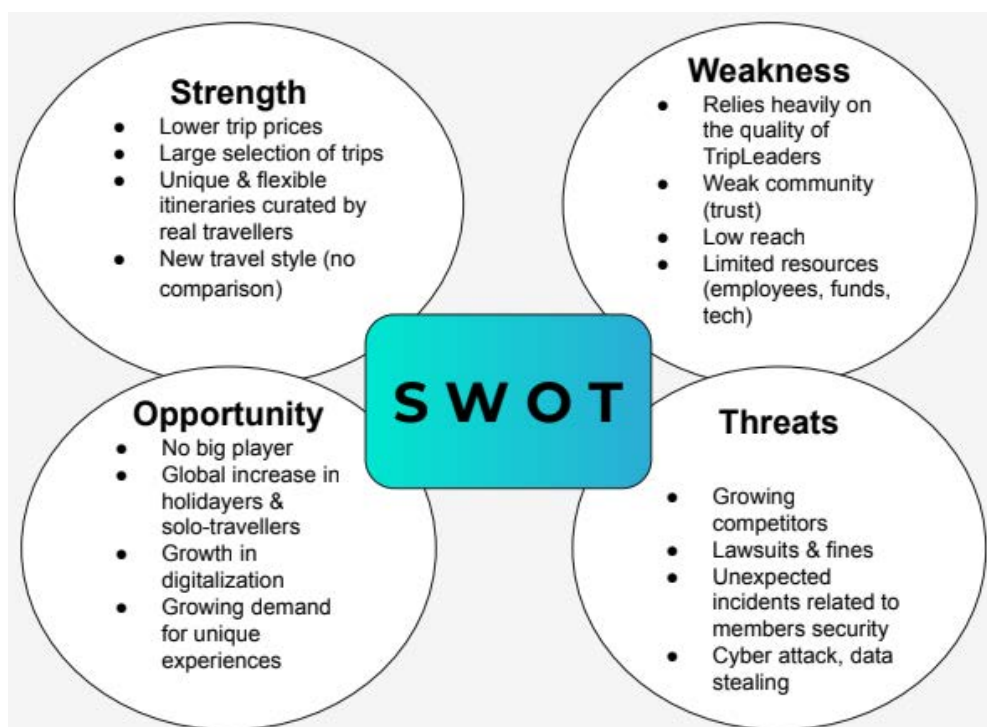 Strength
● Lower trip prices
● Large selection of trips
● Unique & flexible
itineraries curated by
real travellers
● New travel style (no
comparison)
Weakness
● Relies heavily on
the quality of
TripLeaders
● Weak community
(trust)
● Low reach
● Limited resources
(employees, funds,
tech)
S W O T
Opportunity
● No big player
● Global increase in
holidayers &
solo-travellers
● Growth in
digitalization
● Growing demand
for unique
experiences
Threats
● Growing
competitors
● Lawsuits & fines
● Unexpected
incidents related to
members security
● Cyber attack, data
stealing